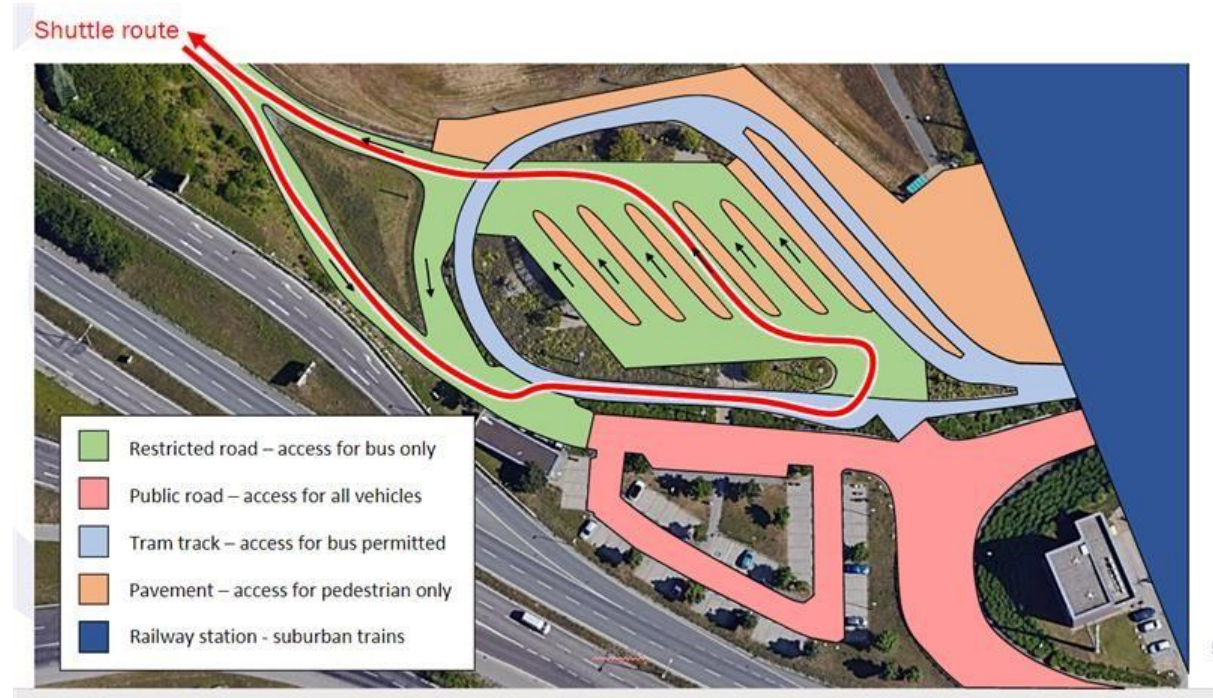 Shuttle route
Restricted road – access for bus only
Public road – access for all vehicles
Tram track – access for bus permitted
Pavement – access for pedestrian only
Railway station - suburban trains